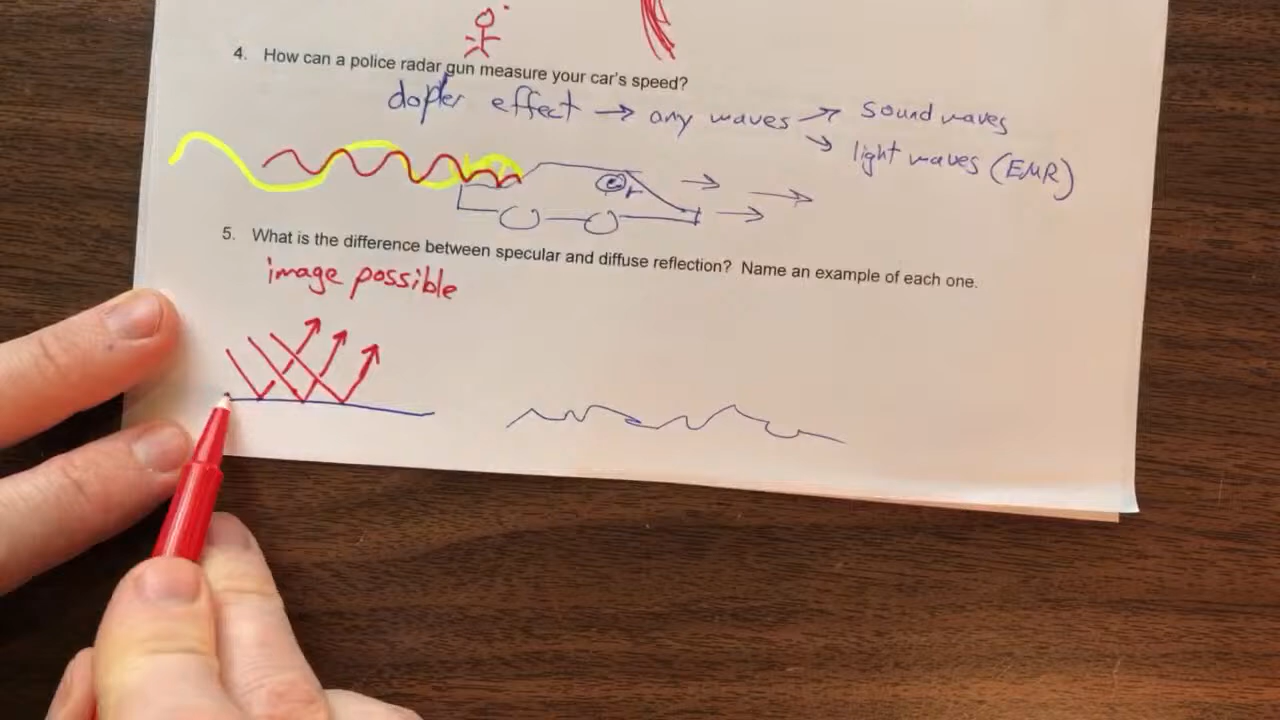 4. How can a police radar gun measure your car's speed?
dopler effect → any waves → sound waves
→ light waves (EMR)
5. What is the difference between specular and diffuse reflection? Name an example of each one.
image possible